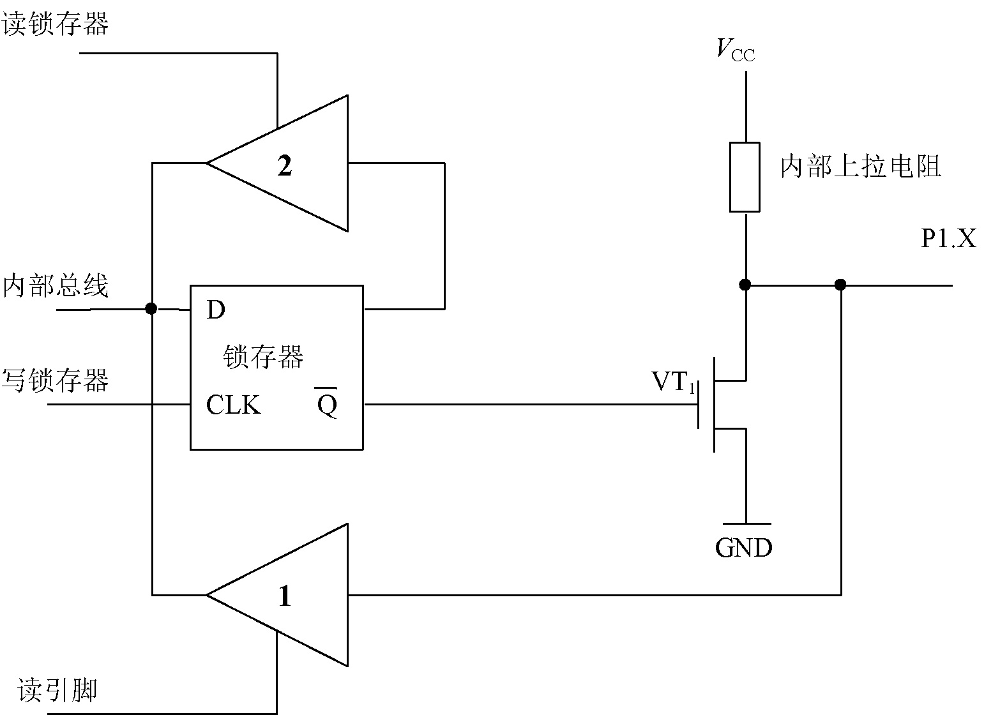 读锁存器
V_CC
2
内部上拉电阻
P1.X
内部总线
D
锁存器
写锁存器
VT₁
CLK
Q̅
GND
1
读引脚